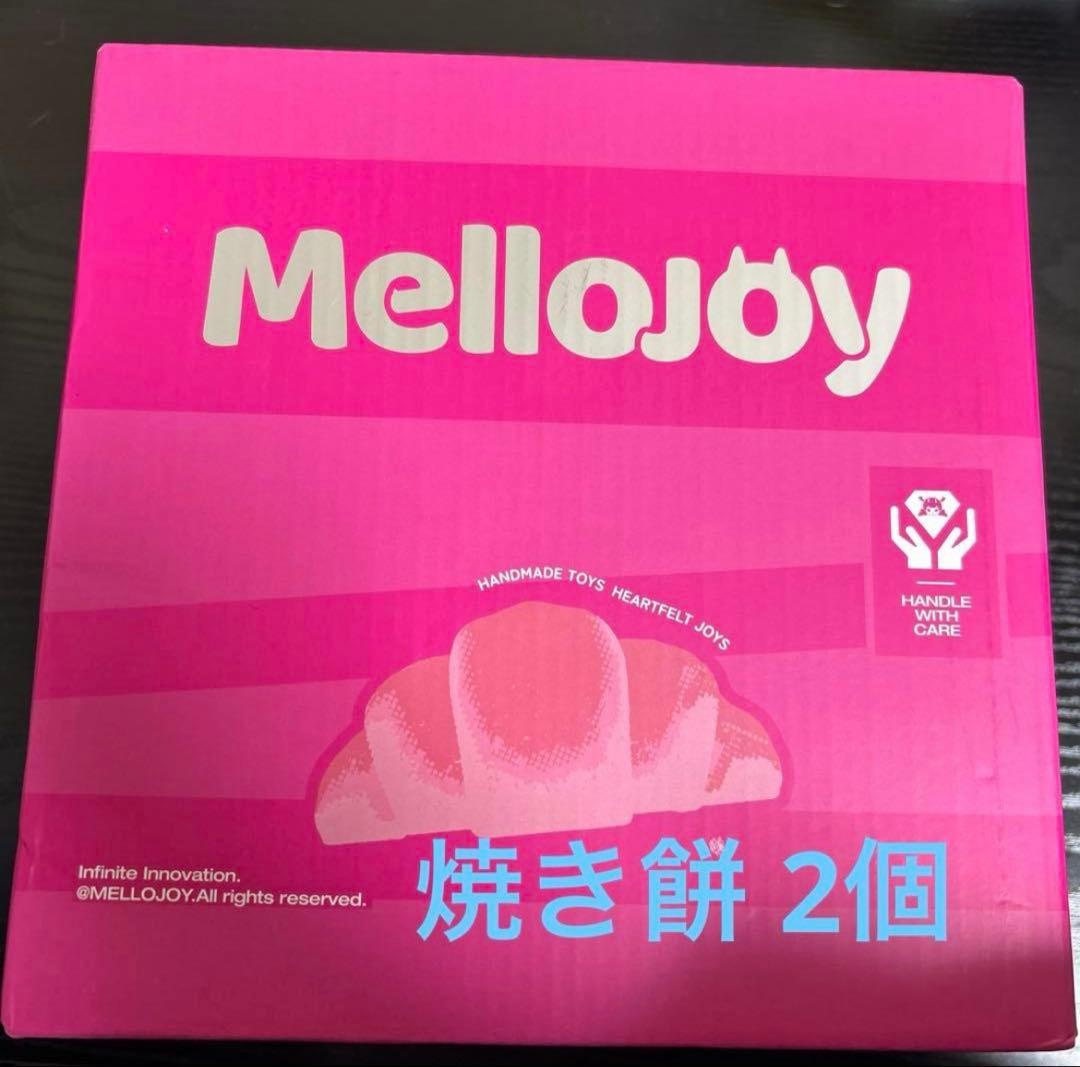 Mellojoy
HANDMADE TOYS HEARTFELT JOYS
HANDLE
WITH
CARE
Infinite Innovation.
@MELLOJOY.All rights reserved.
焼き餅 2個